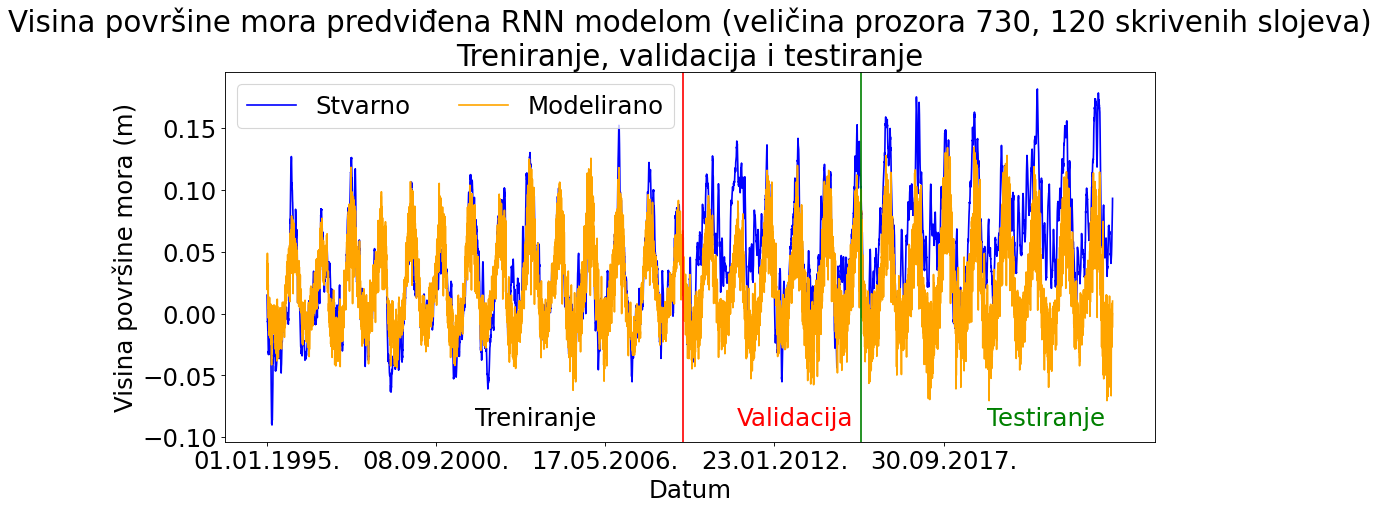 Visina površine mora predviđena RNN modelom (veličina prozora 730, 120 skrivenih slojeva)
Treniranje, validacija i testiranje
Stvarno Modelirano
Visina površine mora (m)
0.15
0.10
0.05
0.00
−0.05
−0.10
Treniranje Validacija Testiranje
01.01.1995. 08.09.2000. 17.05.2006. 23.01.2012. 30.09.2017.
Datum